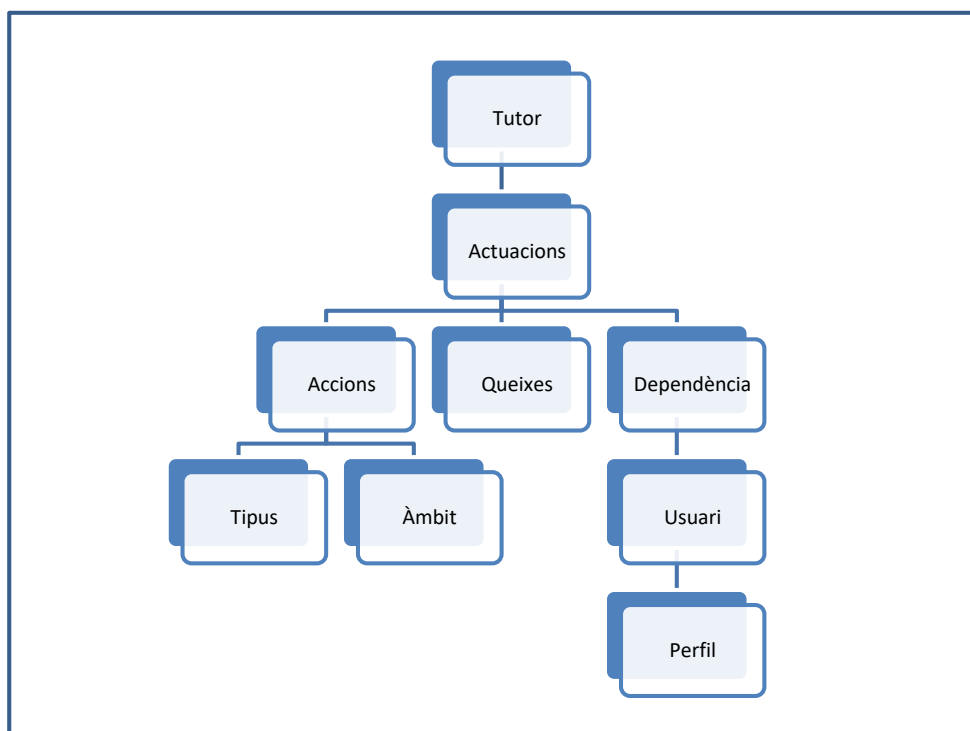 Tutor
Actuacions
Accions
Queixes
Dependència
Tipus
Àmbit
Usuari
Perfil